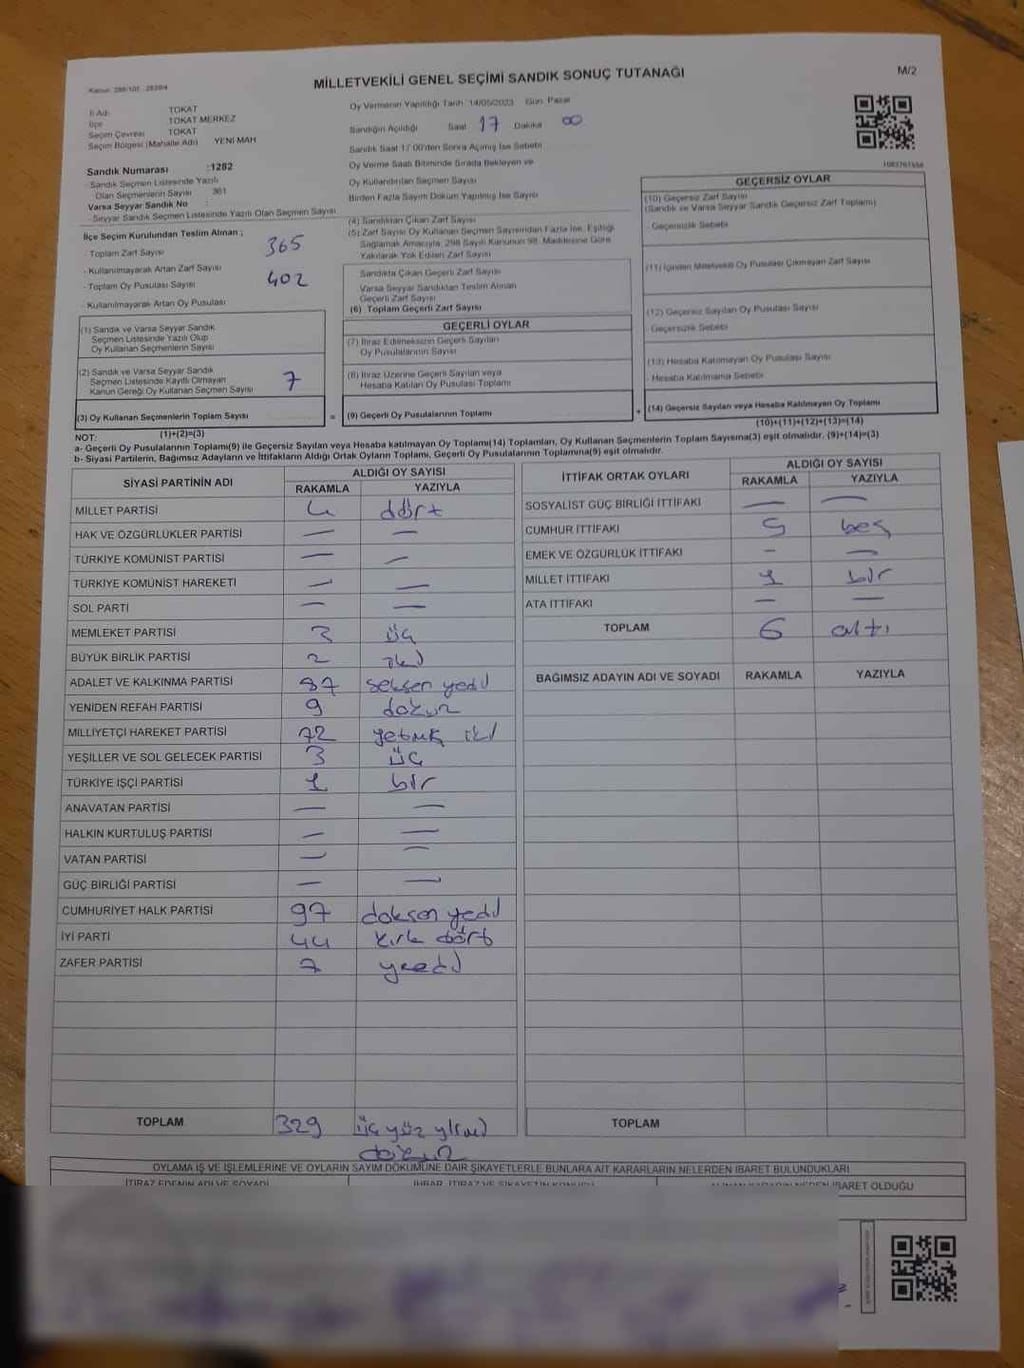 MİLLETVEKİLİ GENEL SEÇİMİ SANDIK SONUÇ TUTANAĞI
M/2
İl Adı TOKAT
İlçe TOKAT MERKEZ
Seçim Çevresi TOKAT
Seçim Bölgesi (Mahalle Adı) YENİ MAH
Sandık Numarası :1282
- Sandık Seçmen Listesinde Yazılı
Olan Seçmenlerin Sayısı 361
Varsa Seyyar Sandık No
- Seyyar Sandık Seçmen Listesinde Yazılı Olan Seçmen Sayısı
İlçe Seçim Kurulundan Teslim Alınan ;
- Toplam Zarf Sayısı 365
- Kullanılmayarak Artan Zarf Sayısı
- Toplam Oy Pusulası Sayısı 402
- Kullanılmayarak Artan Oy Pusulası
(1) Sandık ve Varsa Seyyar Sandık
Seçmen Listesinde Yazılı Olup
Oy Kullanan Seçmenlerin Sayısı
(2) Sandık ve Varsa Seyyar Sandık
Seçmen Listesinde Kayıtlı Olmayan
Kanun Gereği Oy Kullanan Seçmen Sayısı 7
(3) Oy Kullanan Seçmenlerin Toplam Sayısı
(1)+(2)=(3)
Oy Vermenin Yapıldığı Tarih 14/05/2023 Gün Pazar
Sandığın Açıldığı Saat 17 Dakika 00
Sandık Saat 17:00'den Sonra Açılmış İse Sebebi
Oy Verme Saati Bitiminde Sırada Bekleyen ve
Oy Kullandırılan Seçmen Sayısı
Birden Fazla Sayım Döküm Yapılmış İse Sayısı
(4) Sandıktan Çıkan Zarf Sayısı
(5) Zarf Sayısı Oy Kullanan Seçmen Sayısından Fazla İse, Eşitliği
Sağlamak Amacıyla, 298 Sayılı Kanunun 98. Maddesine Göre
Yakılarak Yok Edilen Zarf Sayısı
Sandıkta Çıkan Geçerli Zarf Sayısı
Varsa Seyyar Sandıktan Teslim Alınan
Geçerli Zarf Sayısı
(6) Toplam Geçerli Zarf Sayısı
GEÇERLİ OYLAR
(7) İtiraz Edilmeksizin Geçerli Sayılan
Oy Pusulalarının Sayısı
(8) İtiraz Üzerine Geçerli Sayılan veya
Hesaba Katılan Oy Pusulası Toplamı
= (9) Geçerli Oy Pusulalarının Toplamı
GEÇERSİZ OYLAR
(10) Geçersiz Zarf Sayısı
(Sandık ve Varsa Seyyar Sandık Geçersiz Zarf Toplamı)
- Geçersizlik Sebebi
(11) İçinden Milletvekili Oy Pusulası Çıkmayan Zarf Sayısı
(12) Geçersiz Sayılan Oy Pusulası Sayısı
- Geçersizlik Sebebi
(13) Hesaba Katılmayan Oy Pusulası Sayısı
- Hesaba Katılmama Sebebi
+ (14) Geçersiz Sayılan veya Hesaba Katılmayan Oy Toplamı
(10)+(11)+(12)+(13)=(14)
NOT:
a- Geçerli Oy Pusulalarının Toplamı(9) ile Geçersiz Sayılan veya Hesaba katılmayan Oy Toplamı(14) Toplamları, Oy Kullanan Seçmenlerin Toplam Sayısına(3) eşit olmalıdır. (9)+(14)=(3)
b- Siyasi Partilerin, Bağımsız Adayların ve İttifakların Aldığı Ortak Oyların Toplamı, Geçerli Oy Pusulalarının Toplamına(9) eşit olmalıdır.
SİYASİ PARTİNİN ADI ALDIĞI OY SAYISI
RAKAMLA YAZIYLA
MİLLET PARTİSİ 4 dört
HAK VE ÖZGÜRLÜKLER PARTİSİ — —
TÜRKİYE KOMÜNİST PARTİSİ — —
TÜRKİYE KOMÜNİST HAREKETİ — —
SOL PARTİ — —
MEMLEKET PARTİSİ 3 üç
BÜYÜK BİRLİK PARTİSİ 2 iki
ADALET VE KALKINMA PARTİSİ 87 seksen yedi
YENİDEN REFAH PARTİSİ 9 dokuz
MİLLİYETÇİ HAREKET PARTİSİ 72 yetmiş iki
YEŞİLLER VE SOL GELECEK PARTİSİ 3 üç
TÜRKİYE İŞÇİ PARTİSİ 1 bir
ANAVATAN PARTİSİ — —
HALKIN KURTULUŞ PARTİSİ — —
VATAN PARTİSİ — —
GÜÇ BİRLİĞİ PARTİSİ — —
CUMHURİYET HALK PARTİSİ 97 doksan yedi
İYİ PARTİ 44 kırk dört
ZAFER PARTİSİ 7 yedi
TOPLAM 329 üç yüz yirmi
dokuz
İTTİFAK ORTAK OYLARI ALDIĞI OY SAYISI
RAKAMLA YAZIYLA
SOSYALİST GÜÇ BİRLİĞİ İTTİFAKI — —
CUMHUR İTTİFAKI 5 beş
EMEK VE ÖZGÜRLÜK İTTİFAKI — —
MİLLET İTTİFAKI 1 bir
ATA İTTİFAKI — —
TOPLAM 6 altı
BAĞIMSIZ ADAYIN ADI VE SOYADI RAKAMLA YAZIYLA
TOPLAM
OYLAMA İŞ VE İŞLEMLERİNE VE OYLARIN SAYIM DÖKÜMÜNE DAİR ŞİKAYETLERLE BUNLARA AİT KARARLARIN NELERDEN İBARET BULUNDUKLARI
İTİRAZ EDENİN ADI VE SOYADI
İBARET OLDUĞU